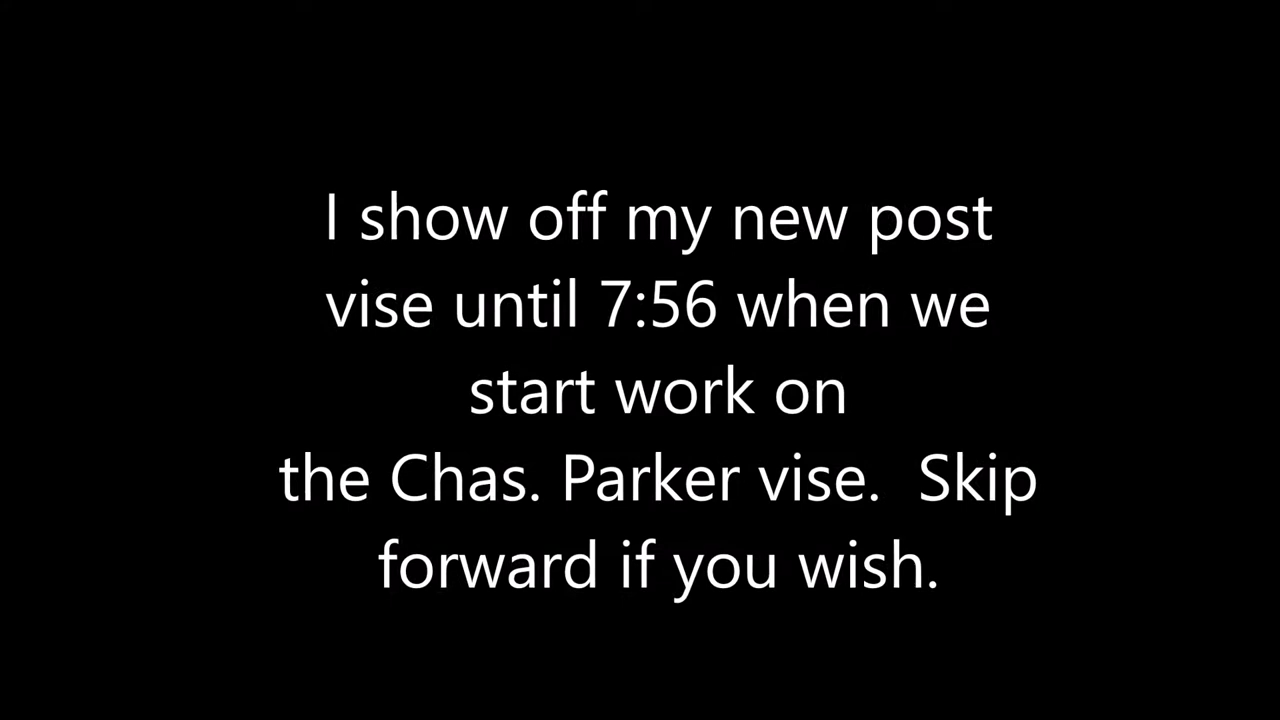 I show off my new post
vise until 7:56 when we
start work on
the Chas. Parker vise.  Skip
forward if you wish.